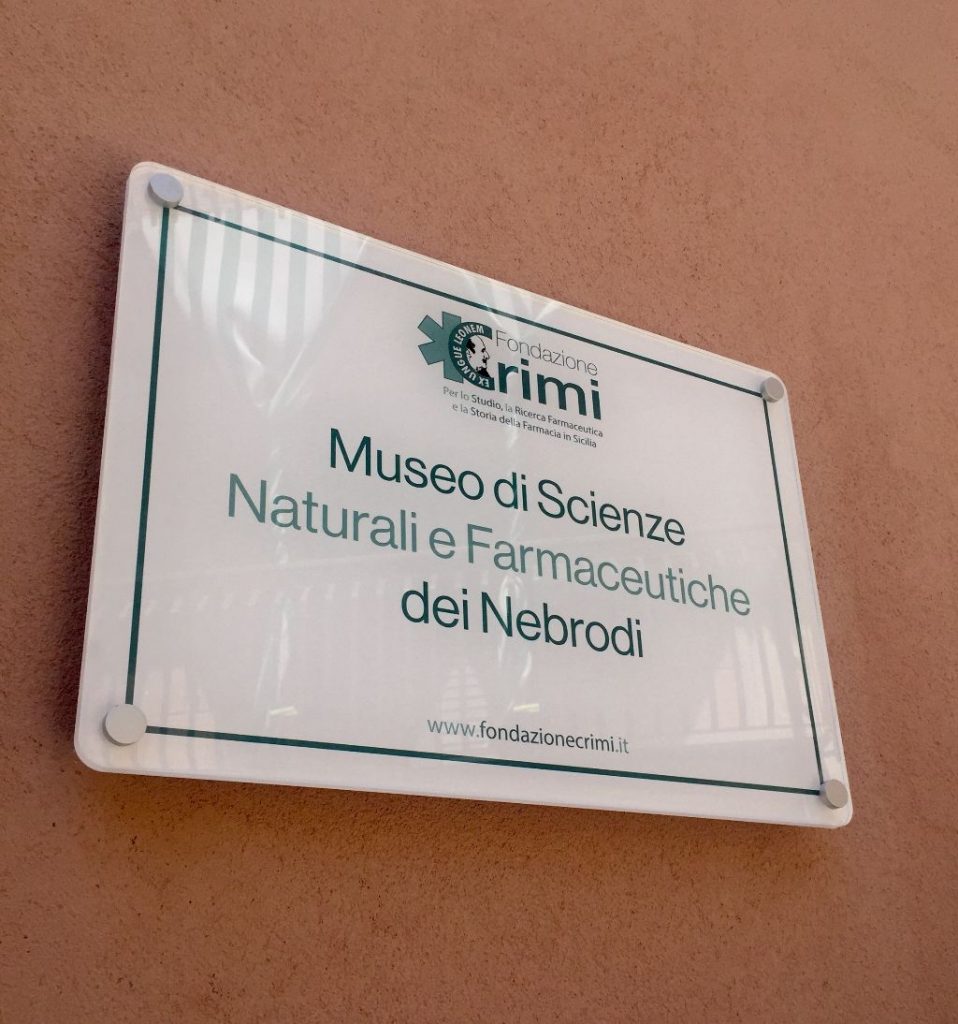 EX UNGUE LEONEM
Fondazione
Crimi
Per lo Studio, la Ricerca Farmaceutica
e la Storia della Farmacia in Sicilia
Museo di Scienze
Naturali e Farmaceutiche
dei Nebrodi
www.fondazionecrimi.it